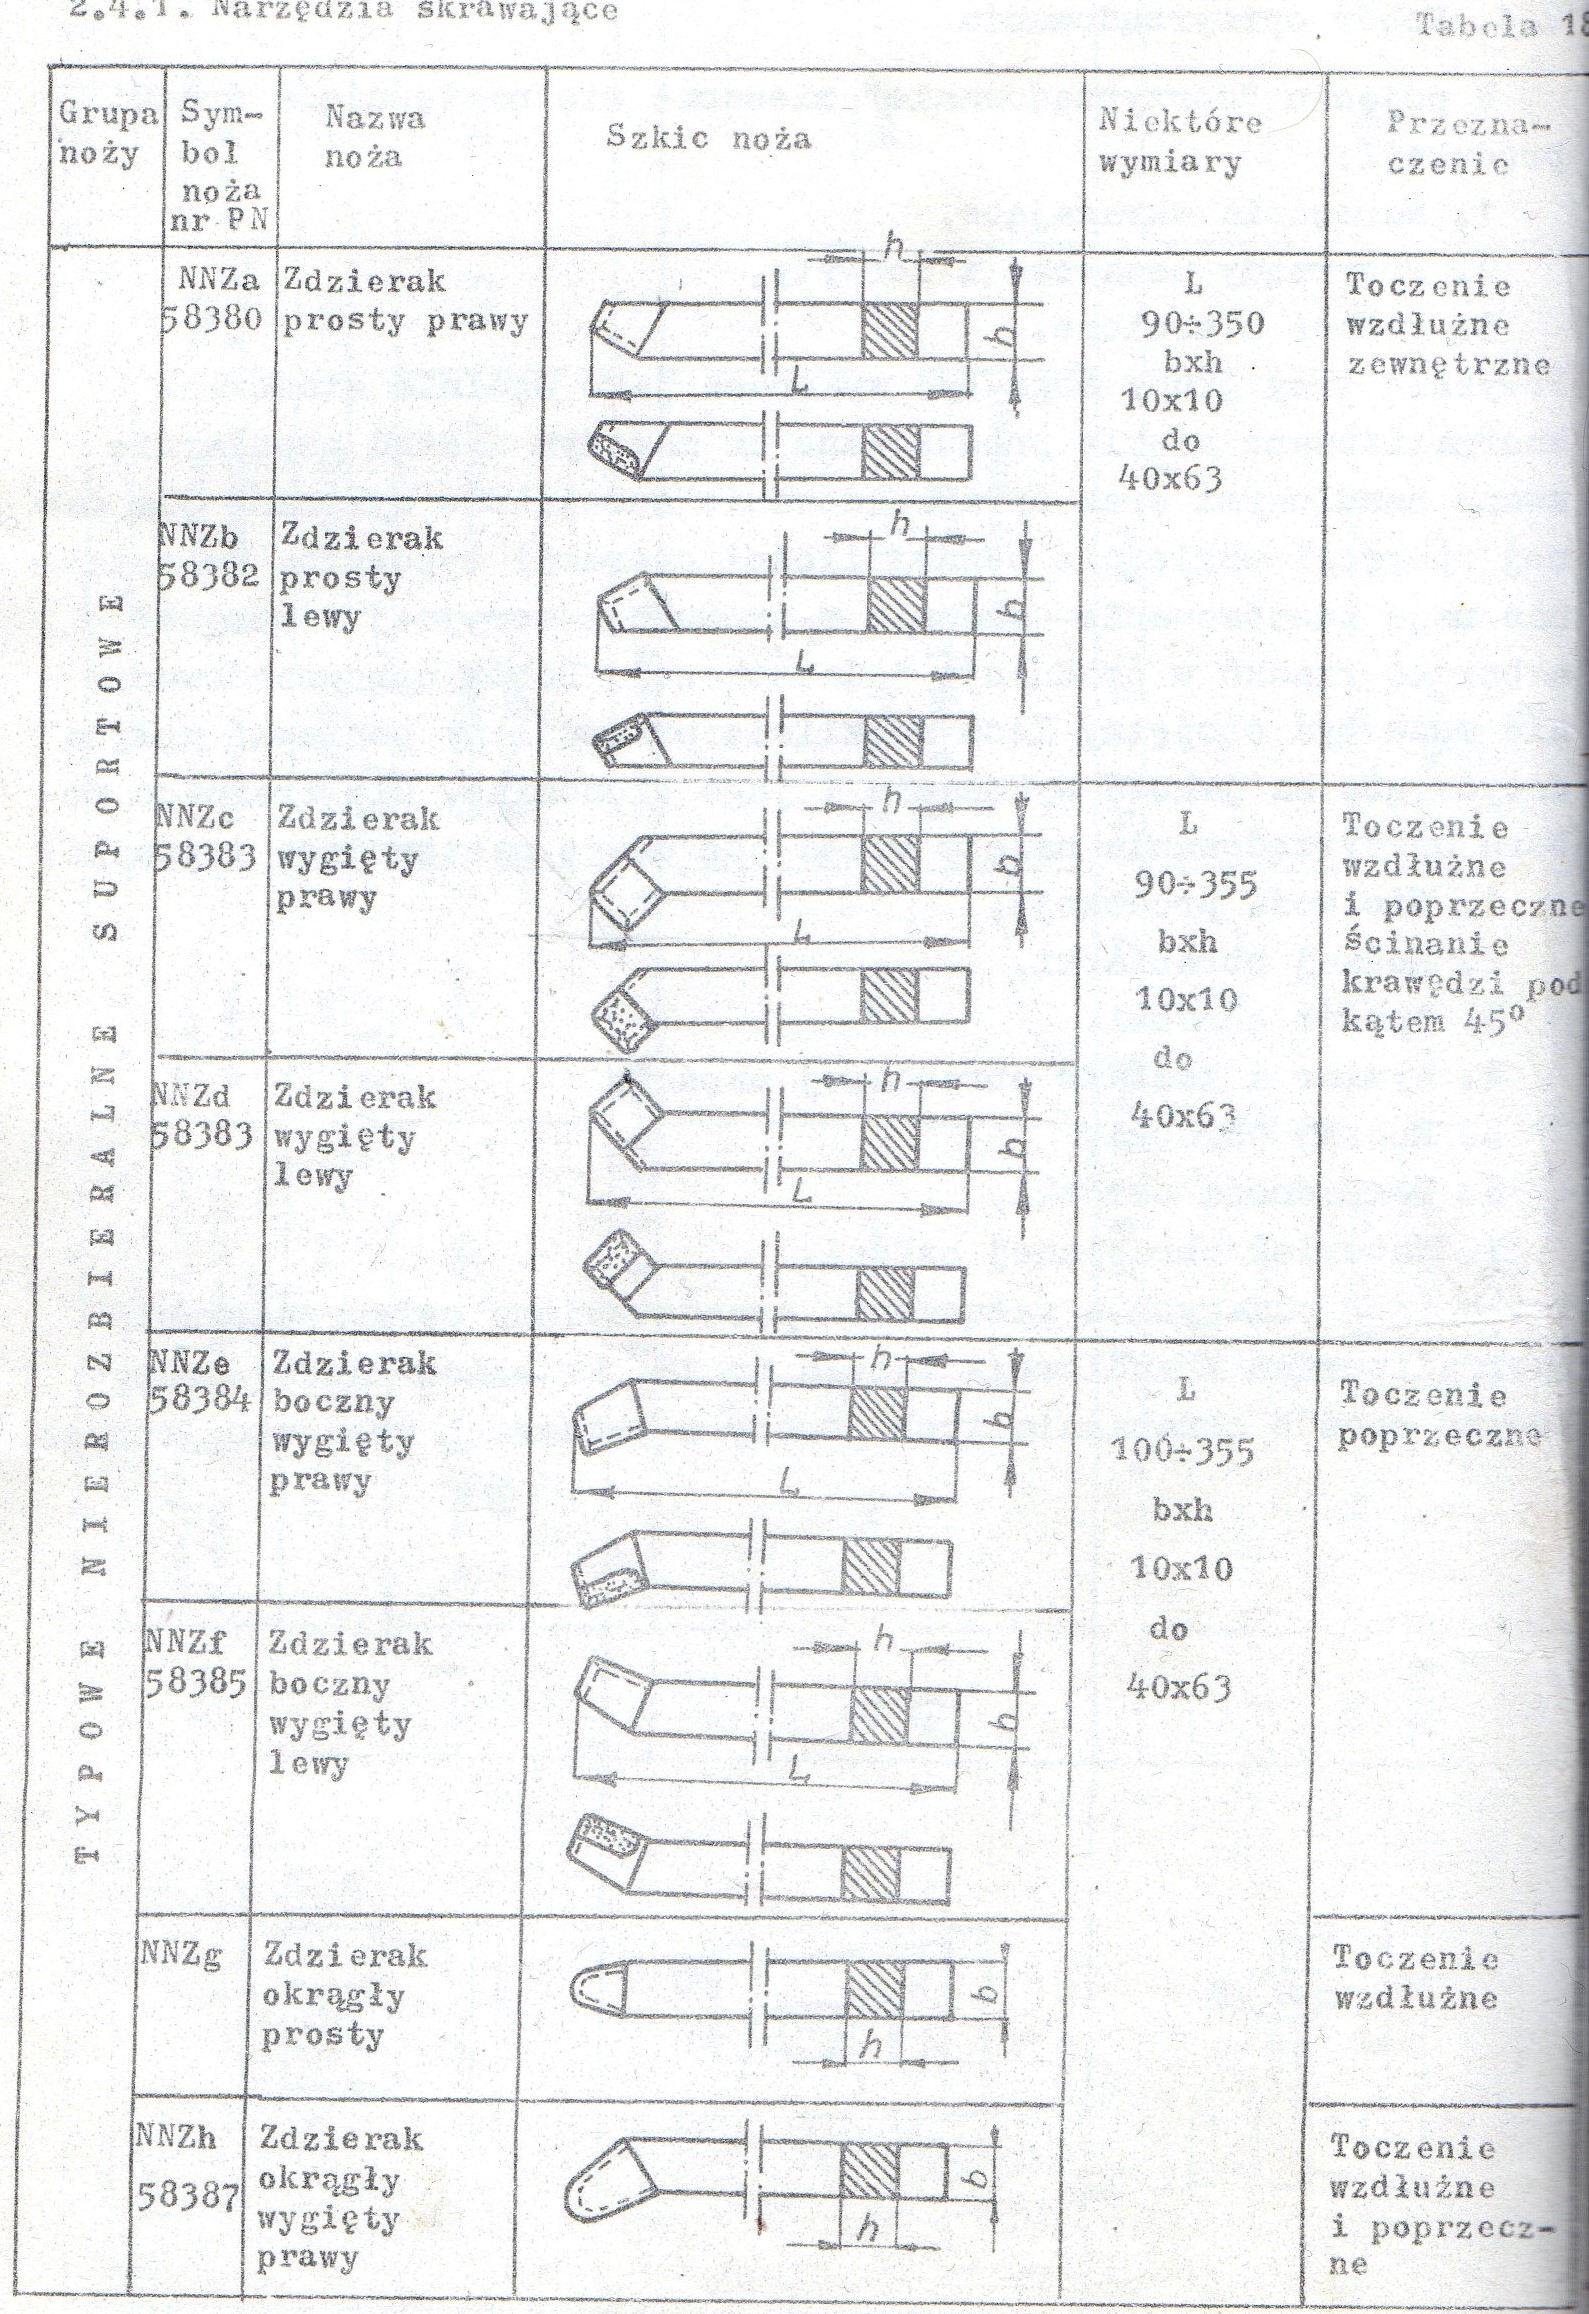 2.4.1. Narzędzia skrawające
Tabela 18
Grupa noży
Symbol noża nr PN
Nazwa noża
Szkic noża
Niektóre wymiary
Przezna-
czenie
TYPOWE NIEROZBIERALNE SUPORTOWE
NNZa
58380
Zdzierak
prosty prawy
h
b
L
L
90÷350
bxh
10x10
do
40x63
Toczenie
wzdłużne
zewnętrzne
NNZb
58382
Zdzierak
prosty
lewy
h
b
L
NNZc
58383
Zdzierak
wygięty
prawy
h
b
L
L
90÷355
bxh
10x10
do
40x63
Toczenie
wzdłużne
i poprzeczne
ścinanie
krawędzi pod
kątem 45°
NNZd
58383
Zdzierak
wygięty
lewy
h
b
L
NNZe
58384
Zdzierak
boczny
wygięty
prawy
h
b
L
L
100÷355
bxh
10x10
do
40x63
Toczenie
poprzeczne
NNZf
58385
Zdzierak
boczny
wygięty
lewy
h
b
L
NNZg
Zdzierak
okrągły
prosty
b
h
Toczenie
wzdłużne
NNZh
58387
Zdzierak
okrągły
wygięty
prawy
b
h
Toczenie
wzdłużne
i poprzecz-
ne